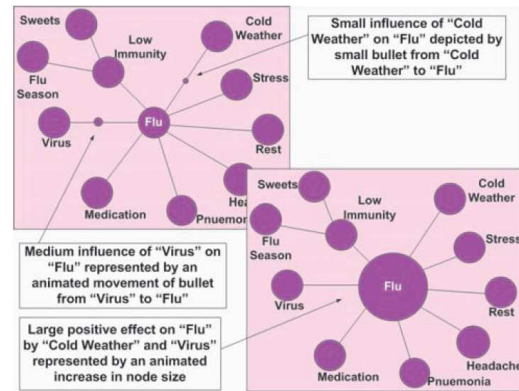 Sweets
Cold
Weather
Low
Immunity
Flu
Season
Stress
Virus
Flu
Rest
Medication
Pnuemonia
Hea
Small influence of “Cold
Weather” on “Flu” depicted by
small bullet from “Cold
Weather” to “Flu”
Medium influence of “Virus” on
“Flu” represented by an
animated movement of bullet
from “Virus” to “Flu”
Large positive effect on “Flu”
by “Cold Weather” and “Virus”
represented by an animated
increase in node size
Sweets
Cold
Weather
Low
Immunity
Flu
Season
Stress
Virus
Flu
Rest
Medication
Headache
Pnuemonia